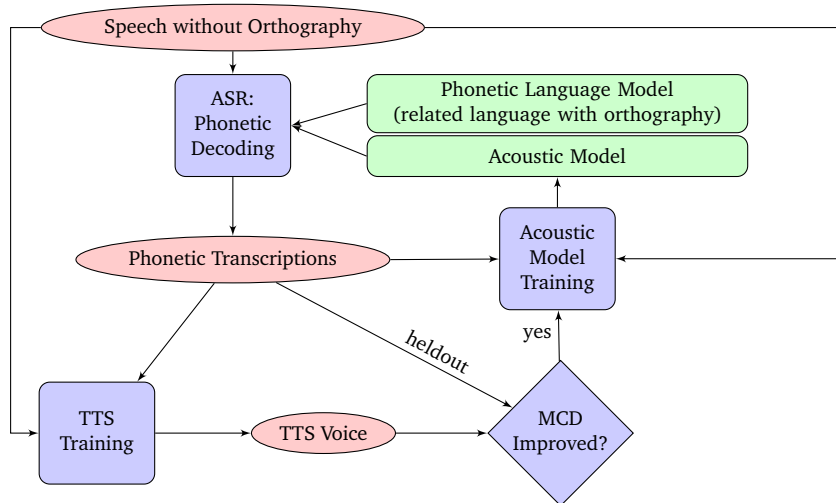 Speech without Orthography
ASR:
Phonetic
Decoding
Phonetic Language Model
(related language with orthography)
Acoustic Model
Phonetic Transcriptions
Acoustic
Model
Training
heldout
yes
TTS
Training
TTS Voice
MCD
Improved?